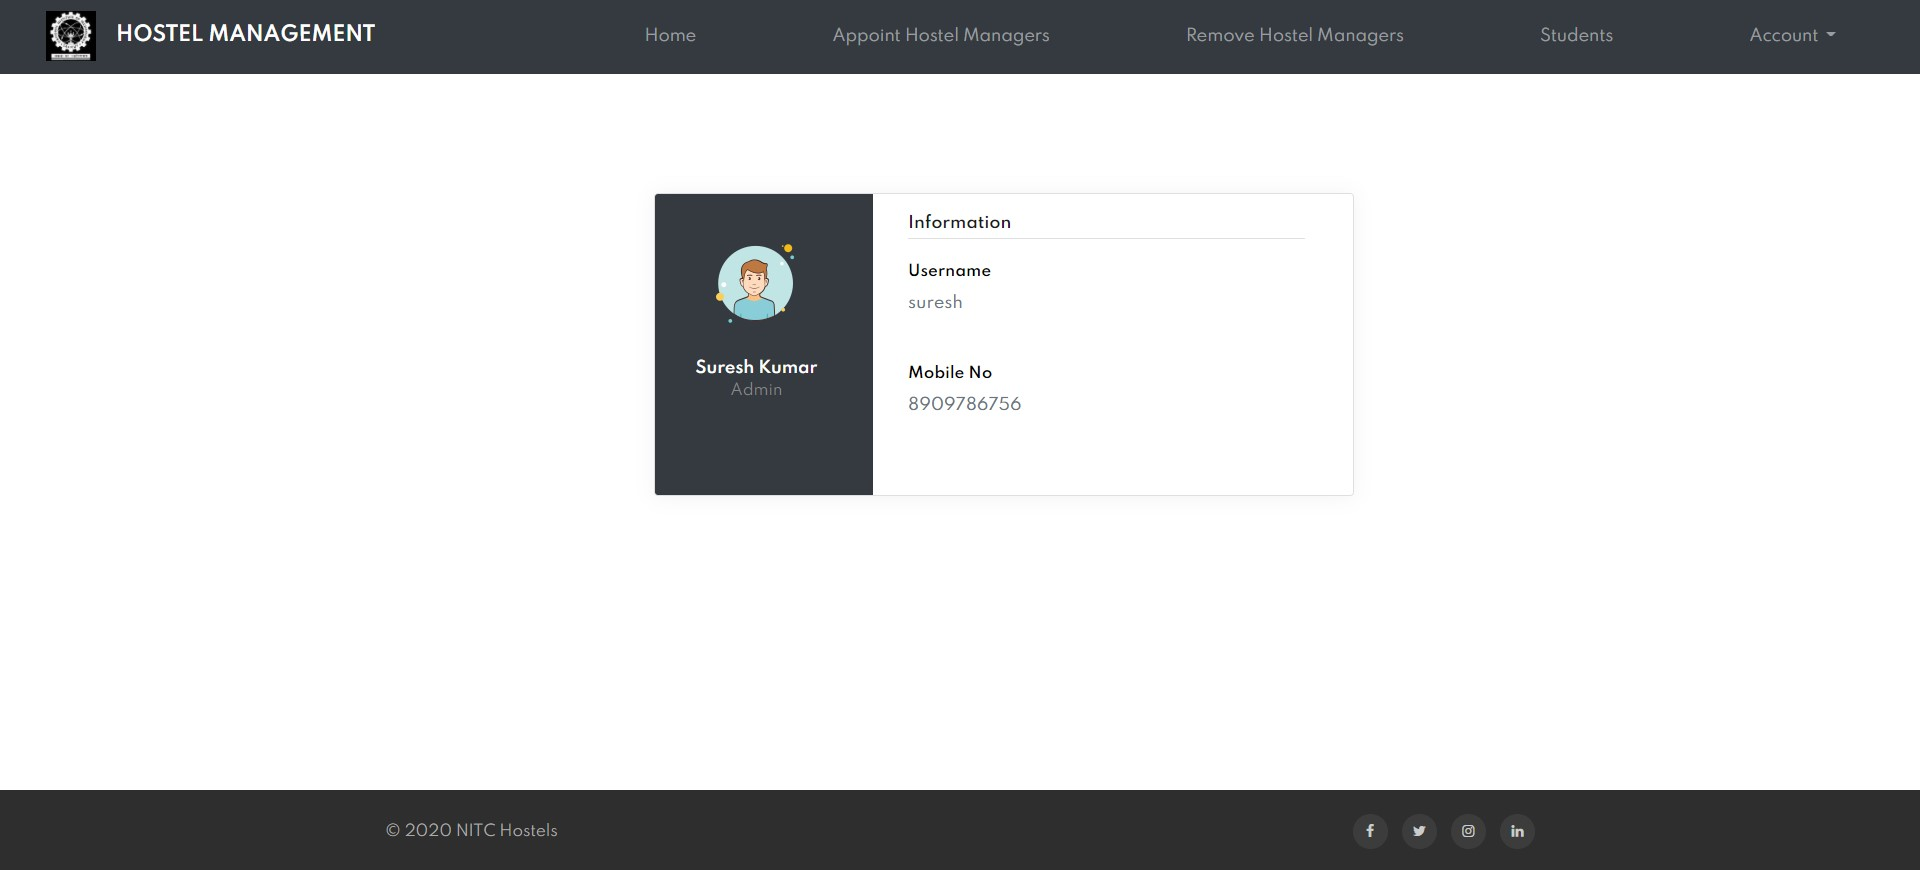 HOSTEL MANAGEMENT
Home
Appoint Hostel Managers
Remove Hostel Managers
Students
Account
Suresh Kumar
Admin
Information
Username
suresh
Mobile No
8909786756
© 2020 NITC Hostels